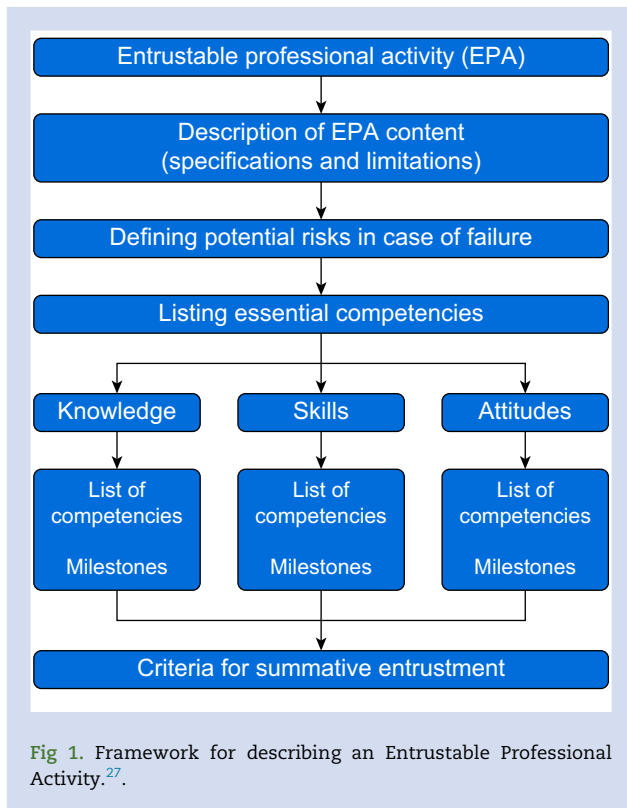 Entrustable professional activity (EPA)
Description of EPA content
(specifications and limitations)
Defining potential risks in case of failure
Listing essential competencies
Knowledge
Skills
Attitudes
List of
competencies
Milestones
List of
competencies
Milestones
List of
competencies
Milestones
Criteria for summative entrustment
Fig 1. Framework for describing an Entrustable Professional
Activity.27.